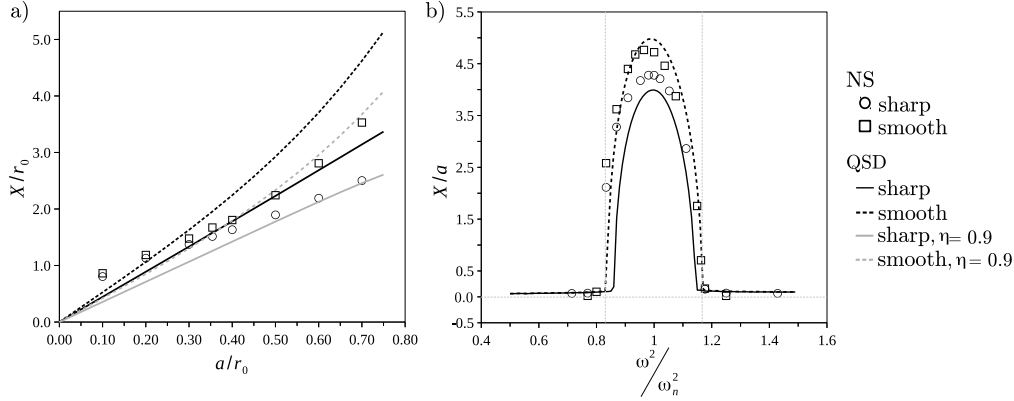 a)
5.0
4.0
3.0
2.0
1.0
0.0
X/r0
0.00 0.10 0.20 0.30 0.40 0.50 0.60 0.70 0.80
a/r0
b)
5.5
4.5
3.5
2.5
1.5
0.5
0.0
-0.5
X/a
0.4 0.6 0.8 1 1.2 1.4 1.6
ω²/ωn²
NS
sharp
smooth
QSD
sharp
smooth
sharp, η= 0.9
smooth, η= 0.9